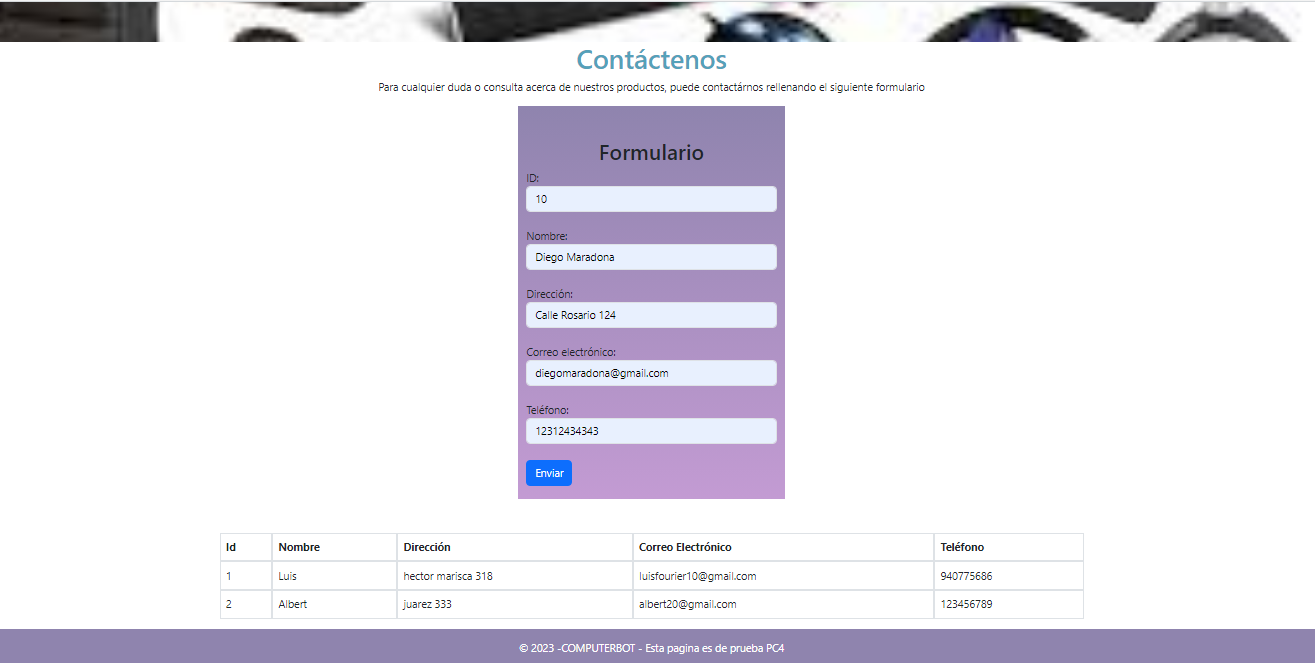 Contáctenos
Para cualquier duda o consulta acerca de nuestros productos, puede contactárnos rellenando el siguiente formulario
Formulario
ID:
10
Nombre:
Diego Maradona
Dirección:
Calle Rosario 124
Correo electrónico:
diegomaradona@gmail.com
Teléfono:
12312434343
Enviar
Id Nombre Dirección Correo Electrónico Teléfono
1 Luis hector marisca 318 luisfourier10@gmail.com 940775686
2 Albert juarez 333 albert20@gmail.com 123456789
© 2023 -COMPUTERBOT - Esta pagina es de prueba PC4